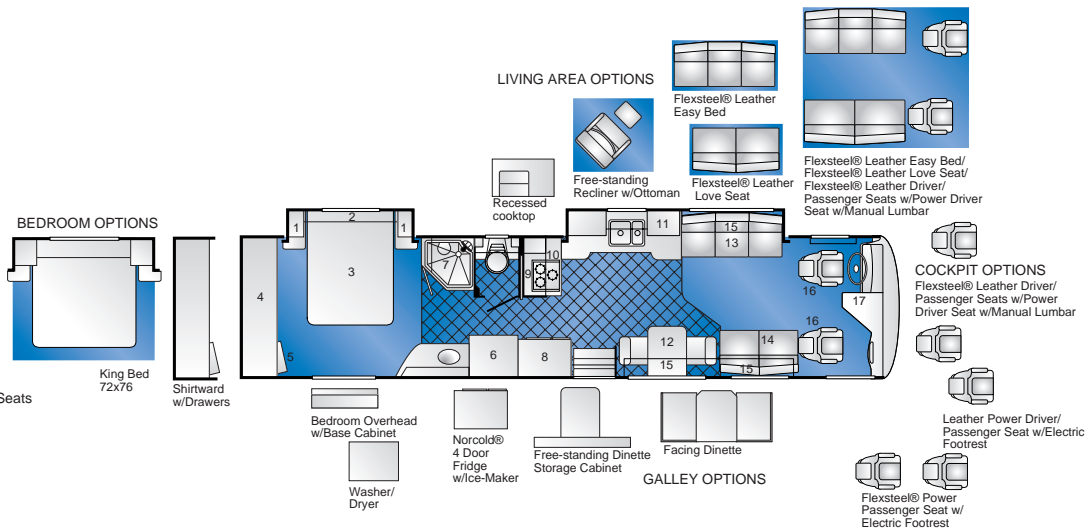 LIVING AREA OPTIONS
Flexsteel® Leather
Easy Bed
Free-standing
Recliner w/Ottoman
Flexsteel® Leather
Love Seat
Flexsteel® Leather Easy Bed/
Flexsteel® Leather Love Seat/
Flexsteel® Leather Driver/
Passenger Seats w/Power Driver
Seat w/Manual Lumbar
Recessed
cooktop
BEDROOM OPTIONS
King Bed
72x76
Shirtward
w/Drawers
Seats
1
2
1
3
4
5
6
7
8
9
10
11
15
13
12
15
14
15
16
16
17
COCKPIT OPTIONS
Flexsteel® Leather Driver/
Passenger Seats w/Power
Driver Seat w/Manual Lumbar
Leather Power Driver/
Passenger Seat w/Electric
Footrest
Flexsteel® Power
Passenger Seat w/
Electric Footrest
Bedroom Overhead
w/Base Cabinet
Washer/
Dryer
Norcold®
4 Door
Fridge
w/Ice-Maker
Free-standing Dinette
Storage Cabinet
Facing Dinette
GALLEY OPTIONS